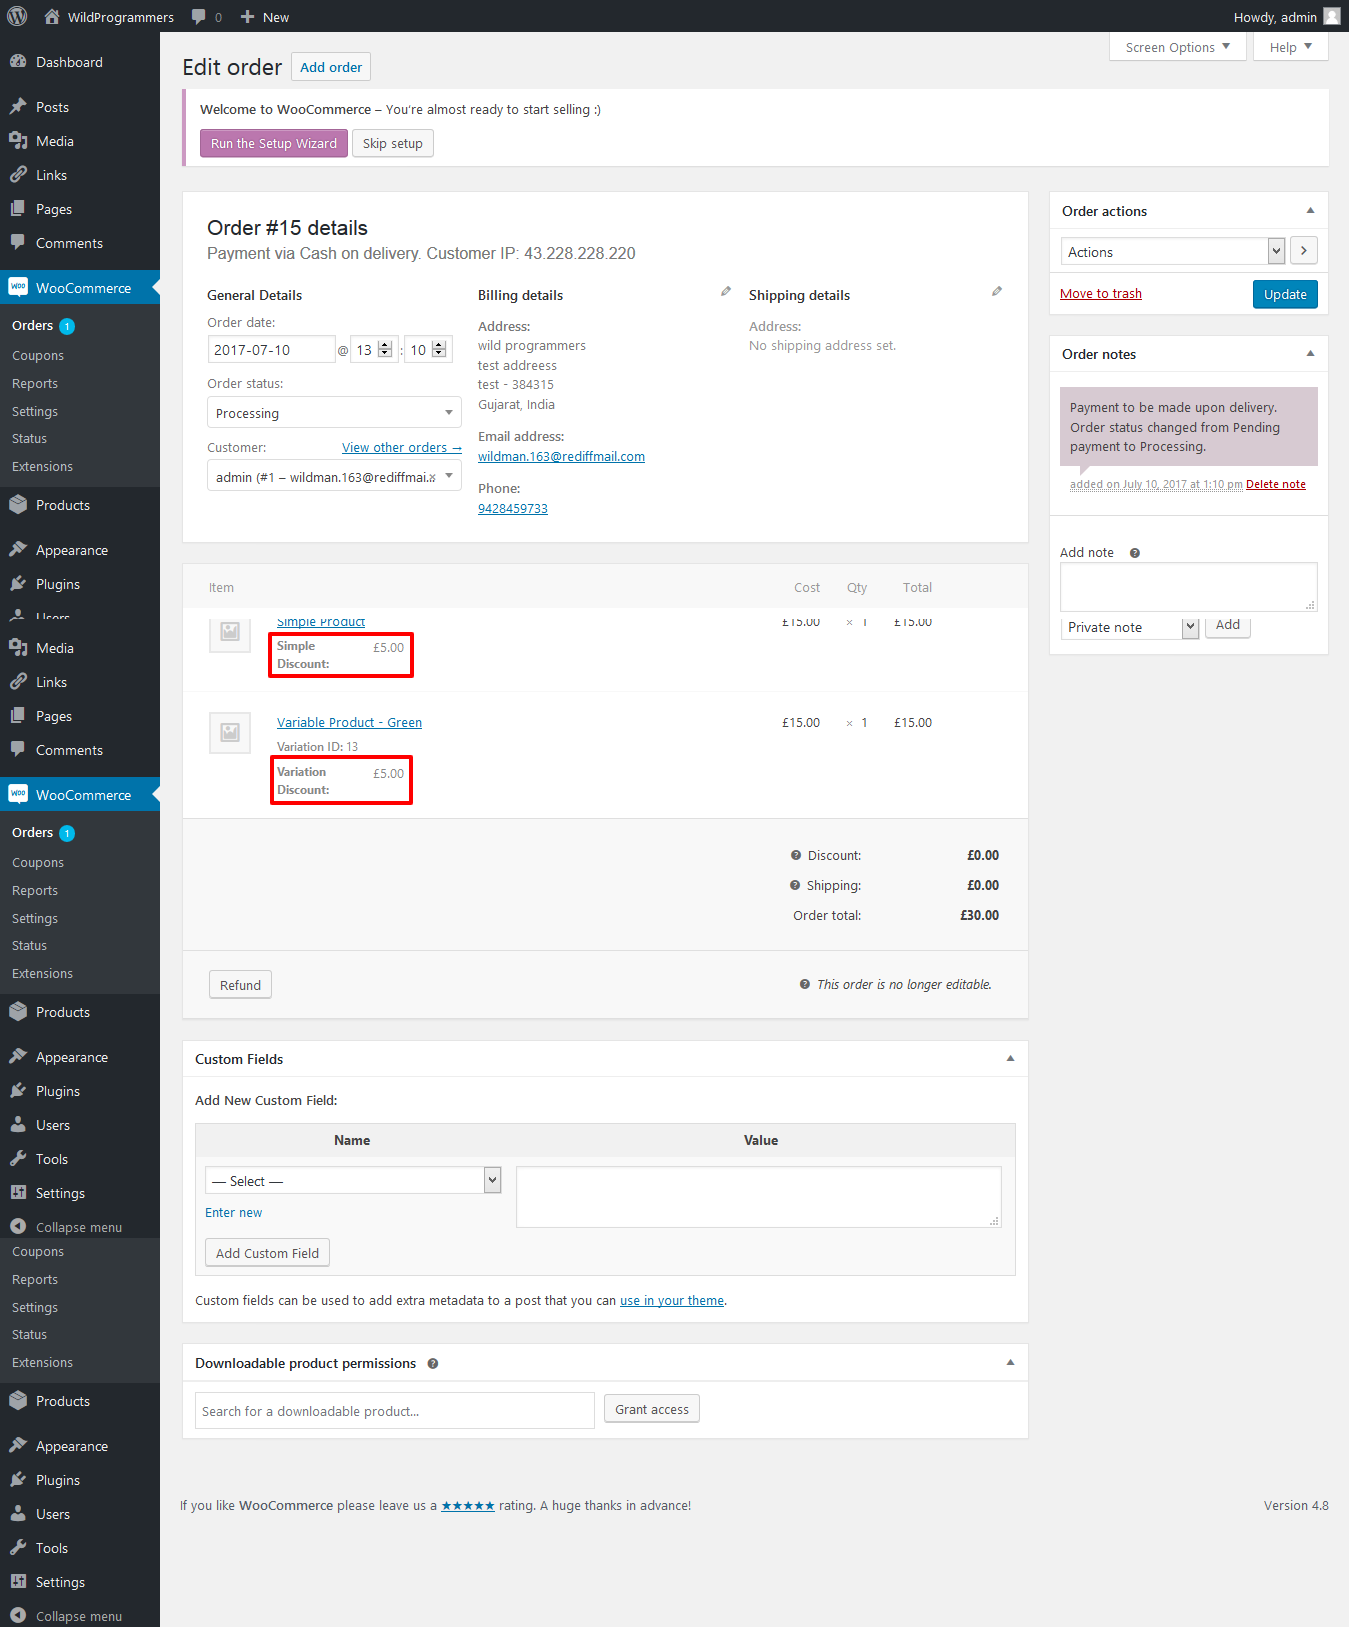 WildProgrammers 0 New
Howdy, admin
Dashboard
Posts
Media
Links
Pages
Comments
WooCommerce
Orders 1
Coupons
Reports
Settings
Status
Extensions
Products
Appearance
Plugins
Users
Media
Links
Pages
Comments
WooCommerce
Orders 1
Coupons
Reports
Settings
Status
Extensions
Products
Appearance
Plugins
Users
Tools
Settings
Collapse menu
Coupons
Reports
Settings
Status
Extensions
Products
Appearance
Plugins
Users
Tools
Settings
Collapse menu
Screen Options
Help
Edit order
Add order
Welcome to WooCommerce – You're almost ready to start selling :)
Run the Setup Wizard
Skip setup
Order #15 details
Payment via Cash on delivery. Customer IP: 43.228.228.220
General Details
Order date:
2017-07-10 @ 13 : 10
Order status:
Processing
Customer: View other orders →
admin (#1 – wildman.163@rediffmai...
Billing details
Address:
wild programmers
test addreess
test - 384315
Gujarat, India
Email address:
wildman.163@rediffmail.com
Phone:
9428459733
Shipping details
Address:
No shipping address set.
Item Cost Qty Total
Simple Product £15.00 × 1 £15.00
Simple £5.00
Discount:
Variable Product - Green £15.00 × 1 £15.00
Variation ID: 13
Variation £5.00
Discount:
Discount: £0.00
Shipping: £0.00
Order total: £30.00
Refund
This order is no longer editable.
Custom Fields
Add New Custom Field:
Name Value
— Select —
Enter new
Add Custom Field
Custom fields can be used to add extra metadata to a post that you can use in your theme.
Downloadable product permissions
Search for a downloadable product...
Grant access
Order actions
Actions
Move to trash
Update
Order notes
Payment to be made upon delivery.
Order status changed from Pending
payment to Processing.
added on July 10, 2017 at 1:10 pm Delete note
Add note
Private note
Add
If you like WooCommerce please leave us a ★★★★★ rating. A huge thanks in advance!
Version 4.8